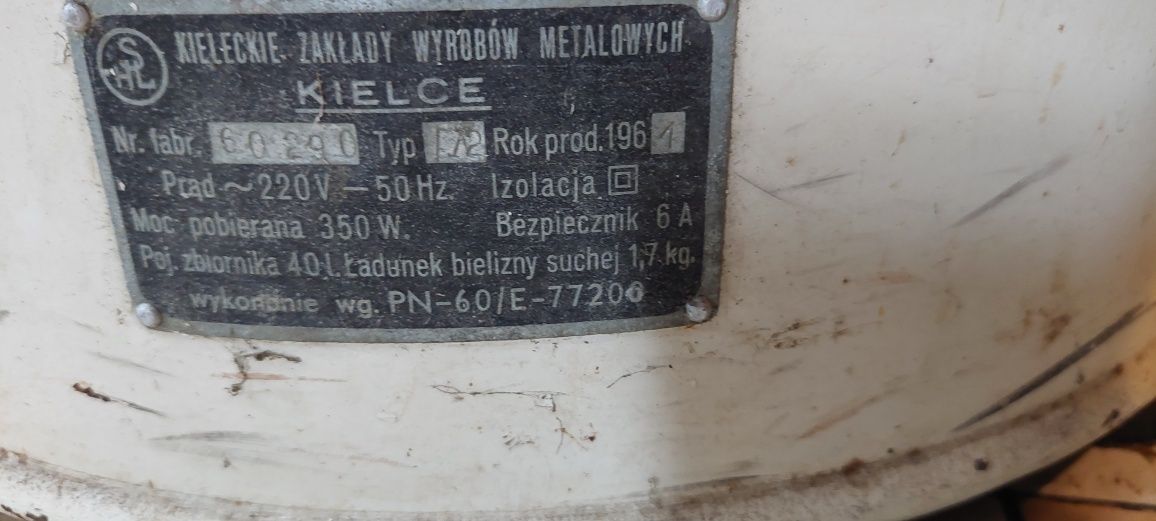 SHL
KIELECKIE ZAKŁADY WYROBÓW METALOWYCH
KIELCE
Nr. fabr. 60290 Typ Rok prod. 1961
Prąd ~ 220 V — 50 Hz. Izolacja
Moc pobierana 350 W. Bezpiecznik 6 A
Poj. zbiornika 40 l. Ładunek bielizny suchej 1,7 kg.
wykonanie wg. PN-60/E-77200